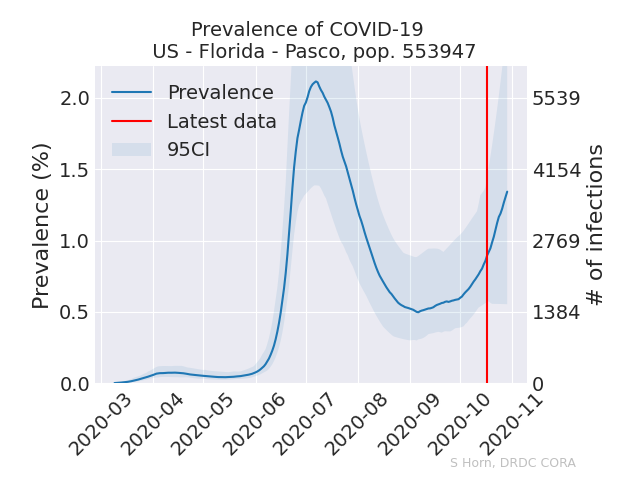 Prevalence of COVID-19
US - Florida - Pasco, pop. 553947
Prevalence
Latest data
95CI
Prevalence (%)
2.0
1.5
1.0
0.5
0.0
5539
4154
2769
1384
0
# of infections
2020-03
2020-04
2020-05
2020-06
2020-07
2020-08
2020-09
2020-10
2020-11
S Horn, DRDC CORA